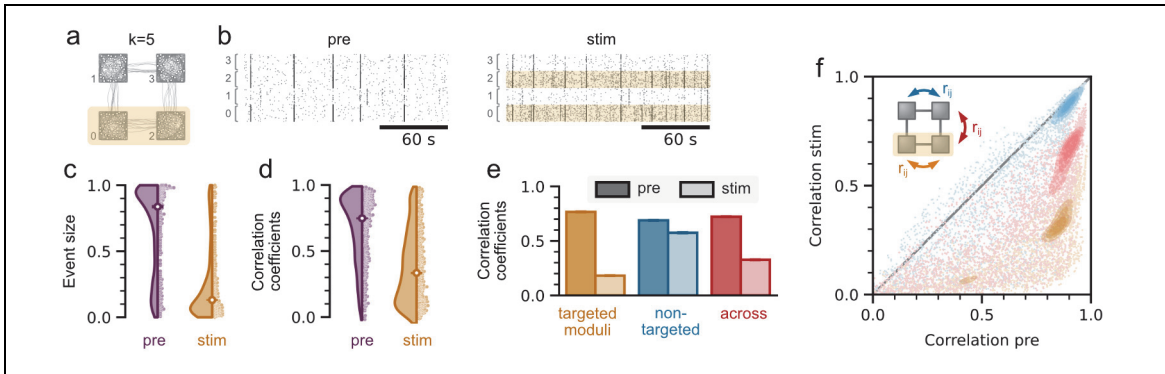 a
k=5
1
3
0
2
b
pre
stim
3
2
1
0
60 s
3
2
1
0
60 s
c
Event size
1.0
0.5
0.0
pre
stim
d
Correlation
coefficients
1.0
0.5
0.0
pre
stim
e
Correlation
coefficients
1.0
0.5
0.0
pre
stim
targeted
moduli
non-
targeted
across
f
Correlation stim
1.0
0.5
0.0
rij
rij
rij
0.0
0.5
1.0
Correlation pre